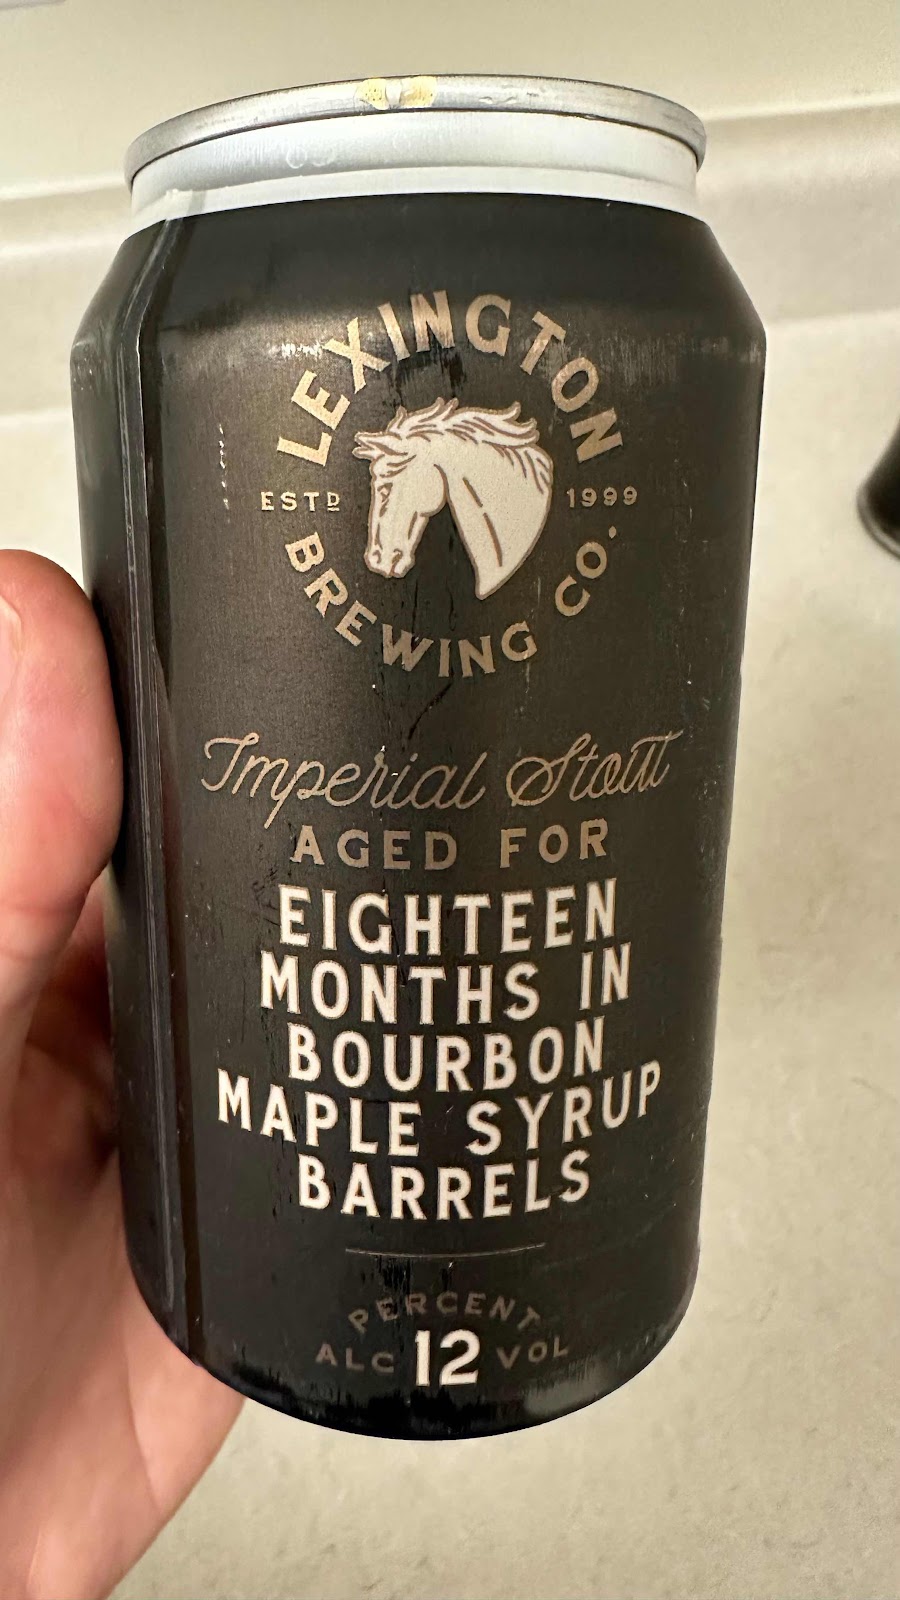 LEXINGTON
ESTD 1999
BREWING CO.
Imperial Stout
AGED FOR
EIGHTEEN
MONTHS IN
BOURBON
MAPLE SYRUP
BARRELS
PERCENT
ALC 12 VOL